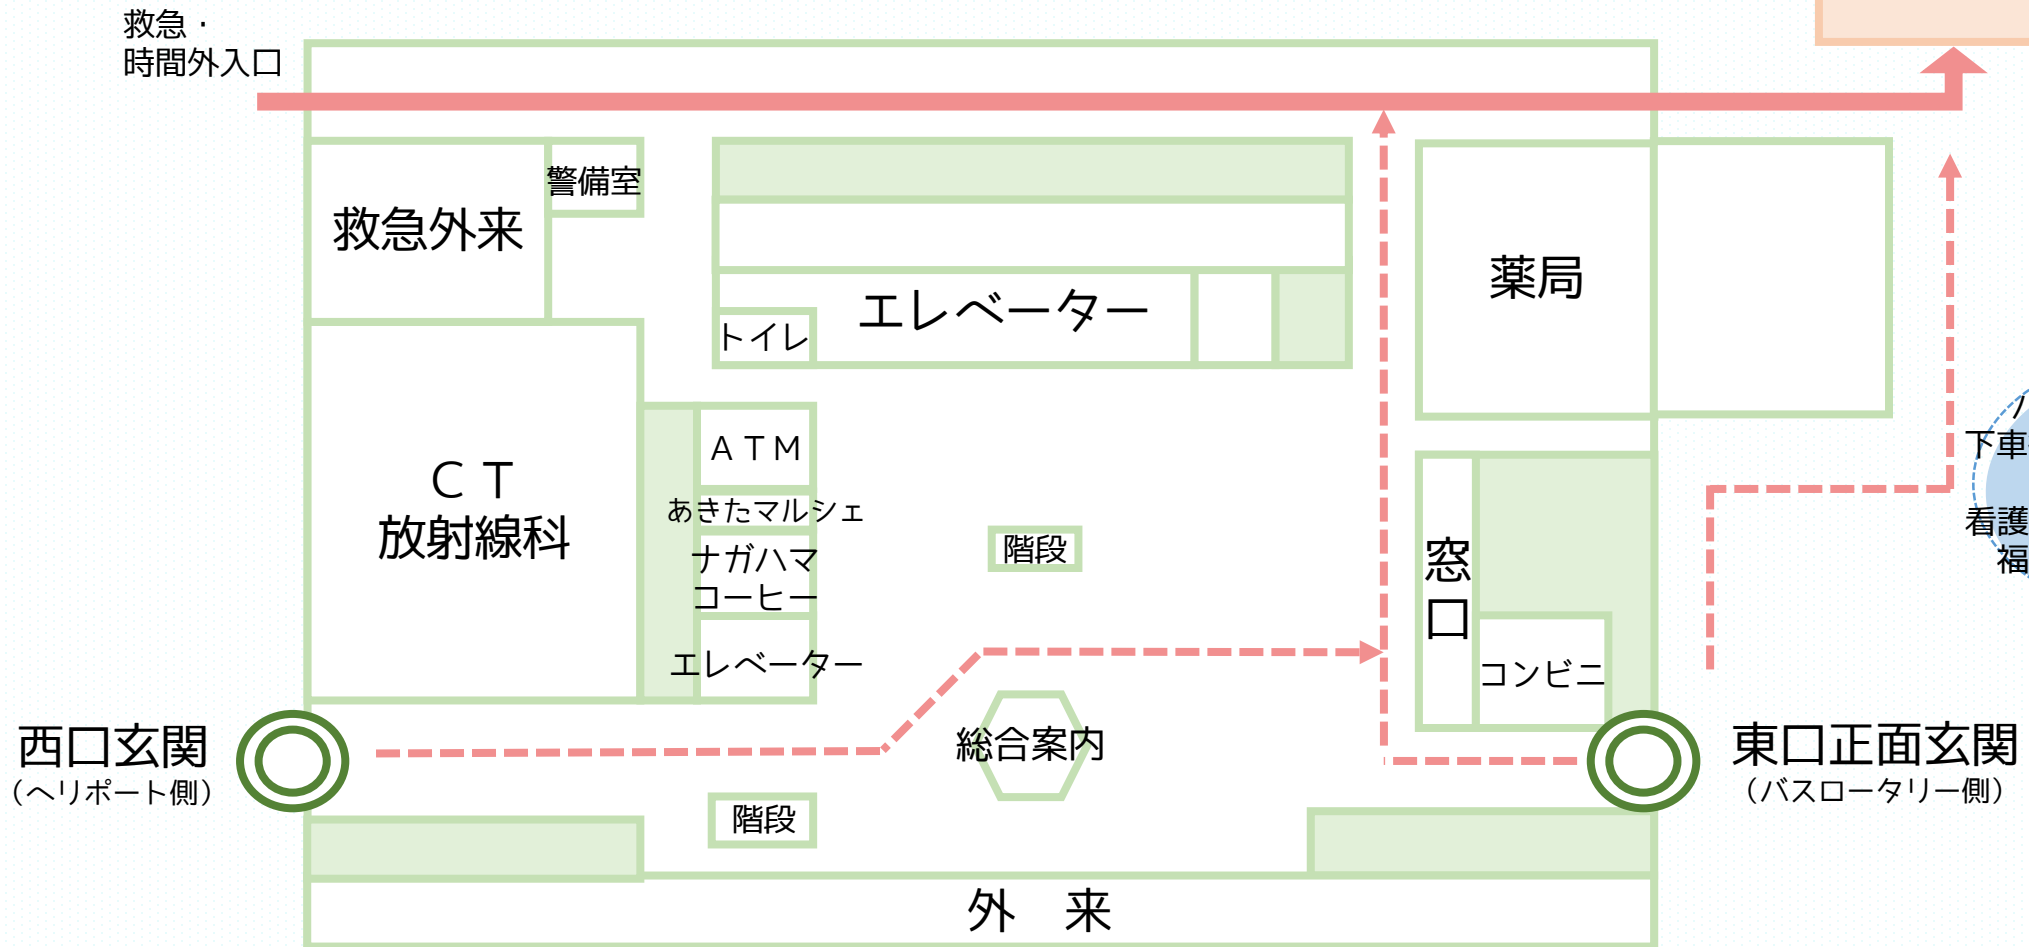 救急・
時間外入口
警備室
救急外来
薬局
エレベーター
トイレ
ＡＴＭ
ＣＴ
放射線科
あきたマルシェ
ナガハマ
コーヒー
階段
窓
口
エレベーター
コンビニ
下車
看護
福
西口玄関
（ヘリポート側）
総合案内
東口正面玄関
（バスロータリー側）
階段
外　来